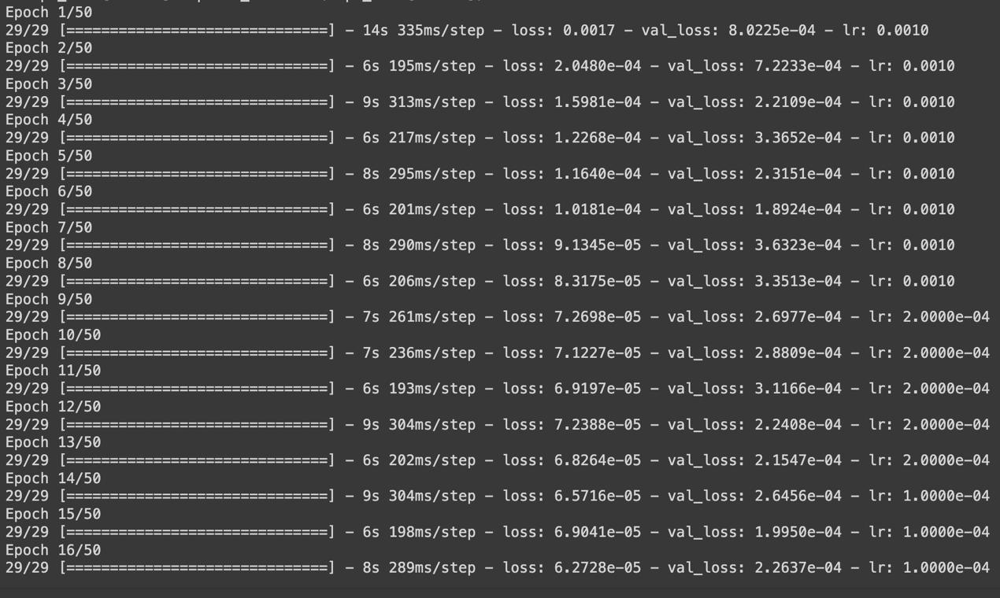 Epoch 1/50
29/29 [==============================] - 14s 335ms/step - loss: 0.0017 - val_loss: 8.0225e-04 - lr: 0.0010
Epoch 2/50
29/29 [==============================] - 6s 195ms/step - loss: 2.0480e-04 - val_loss: 7.2233e-04 - lr: 0.0010
Epoch 3/50
29/29 [==============================] - 9s 313ms/step - loss: 1.5981e-04 - val_loss: 2.2109e-04 - lr: 0.0010
Epoch 4/50
29/29 [==============================] - 6s 217ms/step - loss: 1.2268e-04 - val_loss: 3.3652e-04 - lr: 0.0010
Epoch 5/50
29/29 [==============================] - 8s 295ms/step - loss: 1.1640e-04 - val_loss: 2.3151e-04 - lr: 0.0010
Epoch 6/50
29/29 [==============================] - 6s 201ms/step - loss: 1.0181e-04 - val_loss: 1.8924e-04 - lr: 0.0010
Epoch 7/50
29/29 [==============================] - 8s 290ms/step - loss: 9.1345e-05 - val_loss: 3.6323e-04 - lr: 0.0010
Epoch 8/50
29/29 [==============================] - 6s 206ms/step - loss: 8.3175e-05 - val_loss: 3.3513e-04 - lr: 0.0010
Epoch 9/50
29/29 [==============================] - 7s 261ms/step - loss: 7.2698e-05 - val_loss: 2.6977e-04 - lr: 2.0000e-04
Epoch 10/50
29/29 [==============================] - 7s 236ms/step - loss: 7.1227e-05 - val_loss: 2.8809e-04 - lr: 2.0000e-04
Epoch 11/50
29/29 [==============================] - 6s 193ms/step - loss: 6.9197e-05 - val_loss: 3.1166e-04 - lr: 2.0000e-04
Epoch 12/50
29/29 [==============================] - 9s 304ms/step - loss: 7.2388e-05 - val_loss: 2.2408e-04 - lr: 2.0000e-04
Epoch 13/50
29/29 [==============================] - 6s 202ms/step - loss: 6.8264e-05 - val_loss: 2.1547e-04 - lr: 2.0000e-04
Epoch 14/50
29/29 [==============================] - 9s 304ms/step - loss: 6.5716e-05 - val_loss: 2.6456e-04 - lr: 1.0000e-04
Epoch 15/50
29/29 [==============================] - 6s 198ms/step - loss: 6.9041e-05 - val_loss: 1.9950e-04 - lr: 1.0000e-04
Epoch 16/50
29/29 [==============================] - 8s 289ms/step - loss: 6.2728e-05 - val_loss: 2.2637e-04 - lr: 1.0000e-04